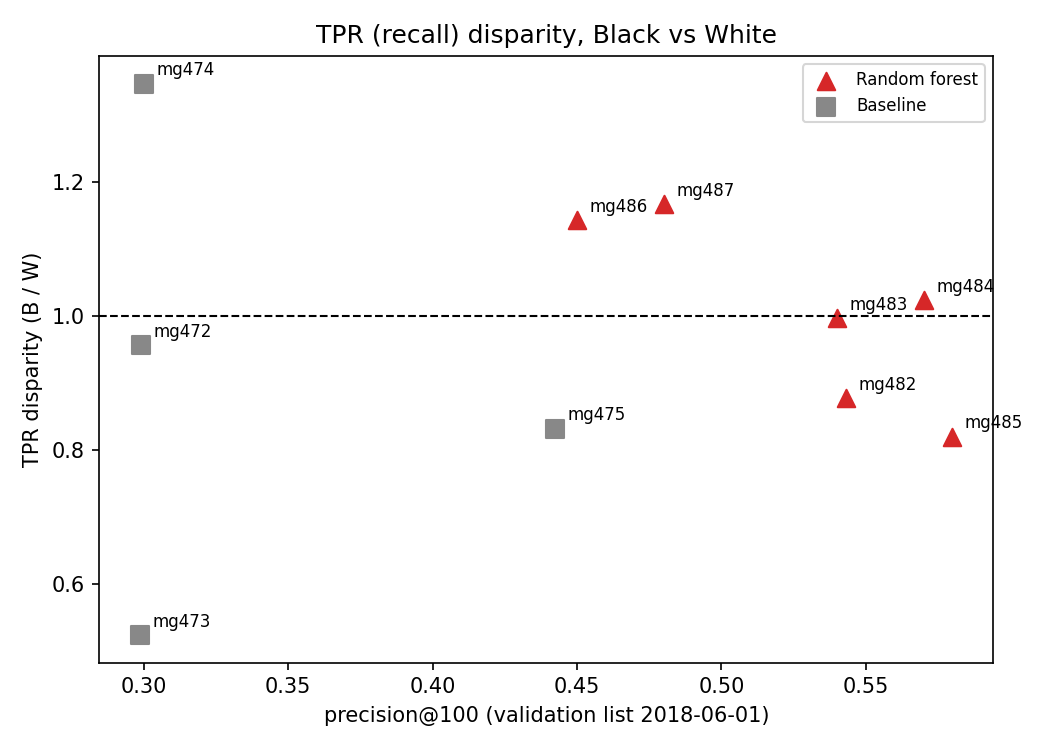 TPR (recall) disparity, Black vs White
mg474
Random forest
Baseline
1.2
mg487
mg486
mg484
mg483
1.0
mg472
mg482
mg475
mg485
0.8
0.6
mg473
TPR disparity (B / W)
0.30
0.35
0.40
0.45
0.50
0.55
precision@100 (validation list 2018-06-01)